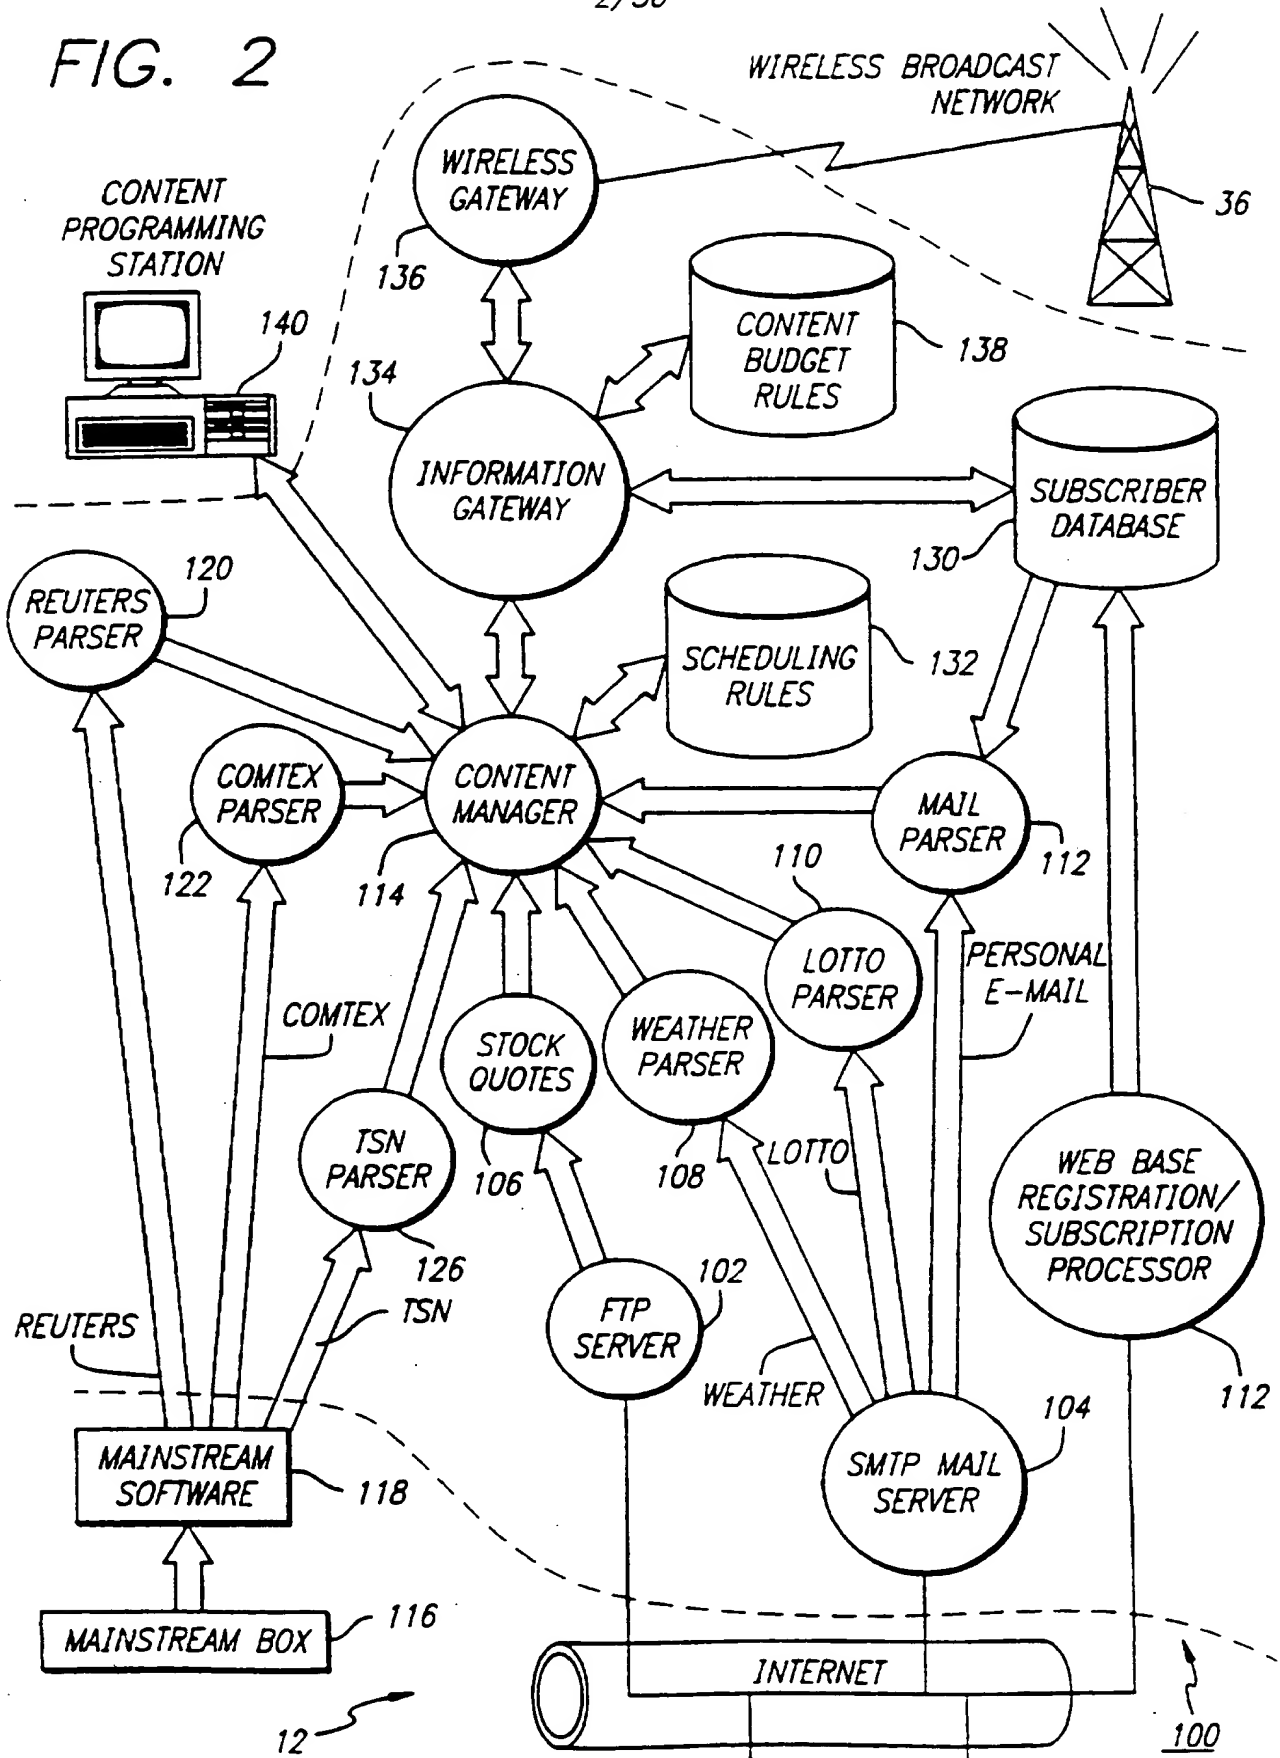 2/30
FIG. 2
WIRELESS BROADCAST
NETWORK
36
WIRELESS
GATEWAY
136
CONTENT
PROGRAMMING
STATION
140
134
CONTENT
BUDGET
RULES
138
INFORMATION
GATEWAY
SUBSCRIBER
DATABASE
130
120
REUTERS
PARSER
SCHEDULING
RULES
132
COMTEX
PARSER
122
CONTENT
MANAGER
114
MAIL
PARSER
112
110
LOTTO
PARSER
PERSONAL
E-MAIL
COMTEX
STOCK
QUOTES
106
WEATHER
PARSER
108
LOTTO
TSN
PARSER
126
TSN
WEB BASE
REGISTRATION/
SUBSCRIPTION
PROCESSOR
112
FTP
SERVER
102
REUTERS
WEATHER
104
SMTP MAIL
SERVER
MAINSTREAM
SOFTWARE
118
MAINSTREAM BOX
116
INTERNET
12
100